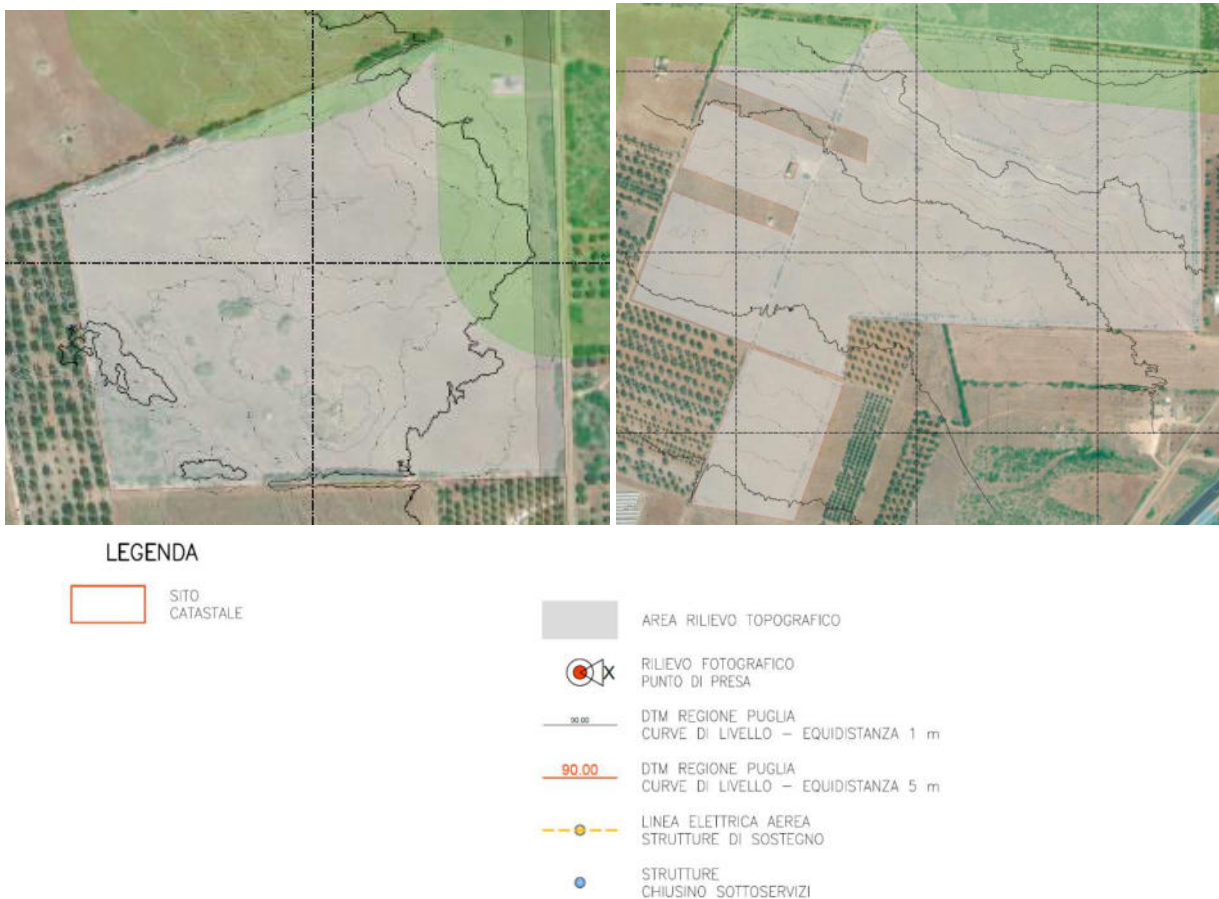 LEGENDA
SITO
CATASTALE
AREA RILIEVO TOPOGRAFICO
X
RILIEVO FOTOGRAFICO
PUNTO DI PRESA
90.00
DTM REGIONE PUGLIA
CURVE DI LIVELLO – EQUIDISTANZA 1 m
90.00
DTM REGIONE PUGLIA
CURVE DI LIVELLO – EQUIDISTANZA 5 m
LINEA ELETTRICA AEREA
STRUTTURE DI SOSTEGNO
STRUTTURE
CHIUSINO SOTTOSERVIZI